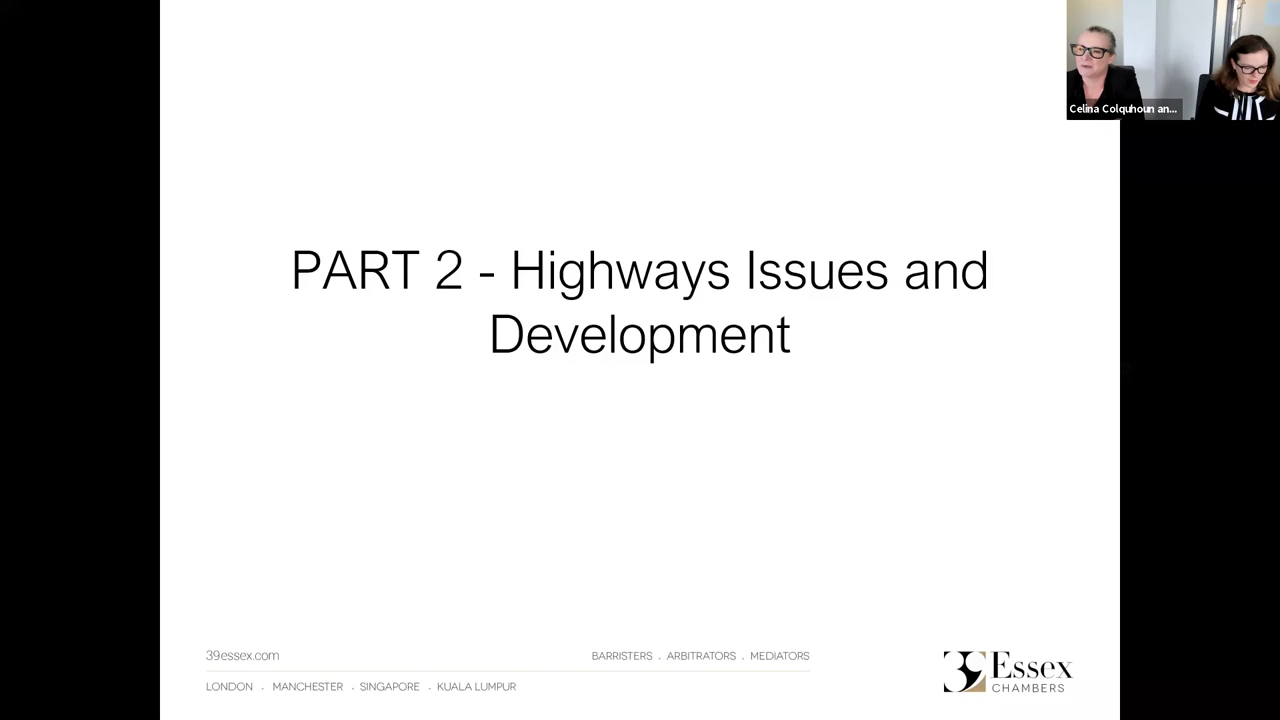 Celina Colquhoun an...
PART 2 - Highways Issues and
Development
39essex.com
BARRISTERS . ARBITRATORS . MEDIATORS
LONDON . MANCHESTER . SINGAPORE . KUALA LUMPUR
39 Essex
CHAMBERS